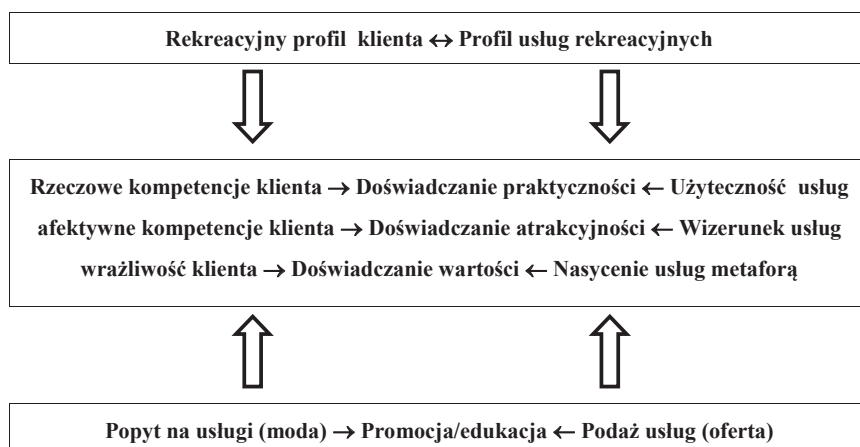 Rekreacyjny profil klienta ↔ Profil usług rekreacyjnych
Rzeczowe kompetencje klienta → Doświadczanie praktyczności ← Użyteczność usług
afektywne kompetencje klienta → Doświadczanie atrakcyjności ← Wizerunek usług
wrażliwość klienta → Doświadczanie wartości ← Nasycenie usług metaforą
Popyt na usługi (moda) → Promocja/edukacja ← Podaż usług (oferta)